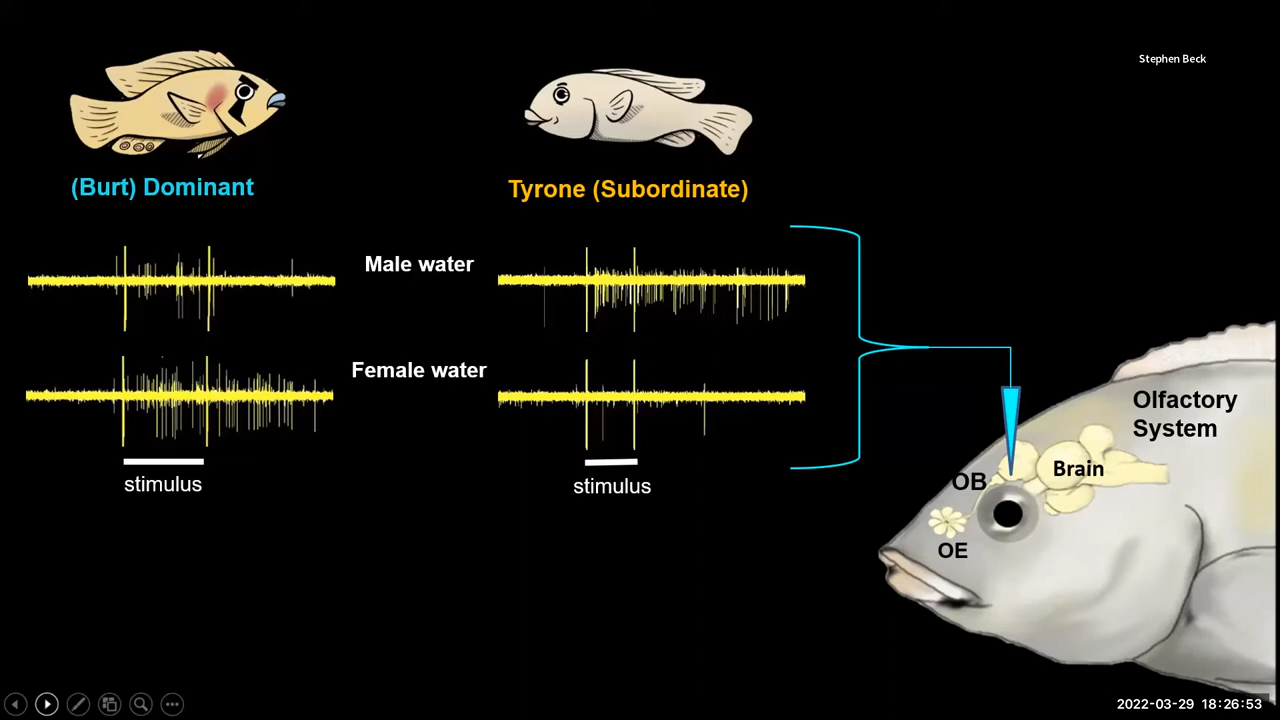 Stephen Beck
(Burt) Dominant
Tyrone (Subordinate)
Male water
Female water
stimulus
stimulus
Olfactory
System
Brain
OB
OE
2022-03-29 18:26:53